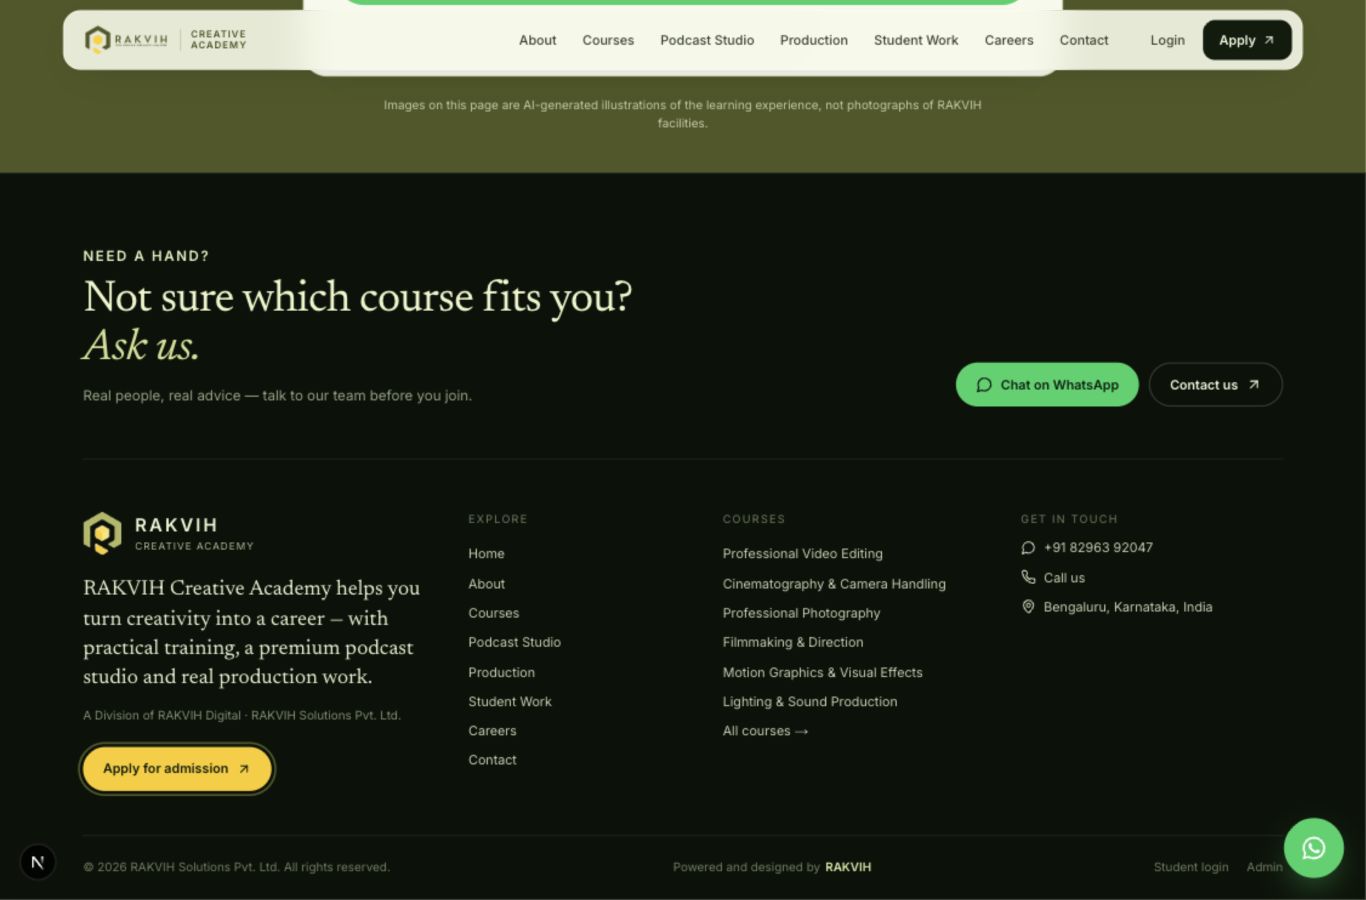 RAKVIH
CREATIVE
ACADEMY
About
Courses
Podcast Studio
Production
Student Work
Careers
Contact
Login
Apply
Images on this page are AI-generated illustrations of the learning experience, not photographs of RAKVIH
facilities.
NEED A HAND?
Not sure which course fits you?
Ask us.
Real people, real advice — talk to our team before you join.
Chat on WhatsApp
Contact us
RAKVIH
CREATIVE ACADEMY
RAKVIH Creative Academy helps you
turn creativity into a career — with
practical training, a premium podcast
studio and real production work.
A Division of RAKVIH Digital · RAKVIH Solutions Pvt. Ltd.
Apply for admission
EXPLORE
Home
About
Courses
Podcast Studio
Production
Student Work
Careers
Contact
COURSES
Professional Video Editing
Cinematography & Camera Handling
Professional Photography
Filmmaking & Direction
Motion Graphics & Visual Effects
Lighting & Sound Production
All courses →
GET IN TOUCH
+91 82963 92047
Call us
Bengaluru, Karnataka, India
N
© 2026 RAKVIH Solutions Pvt. Ltd. All rights reserved.
Powered and designed by RAKVIH
Student login
Admin